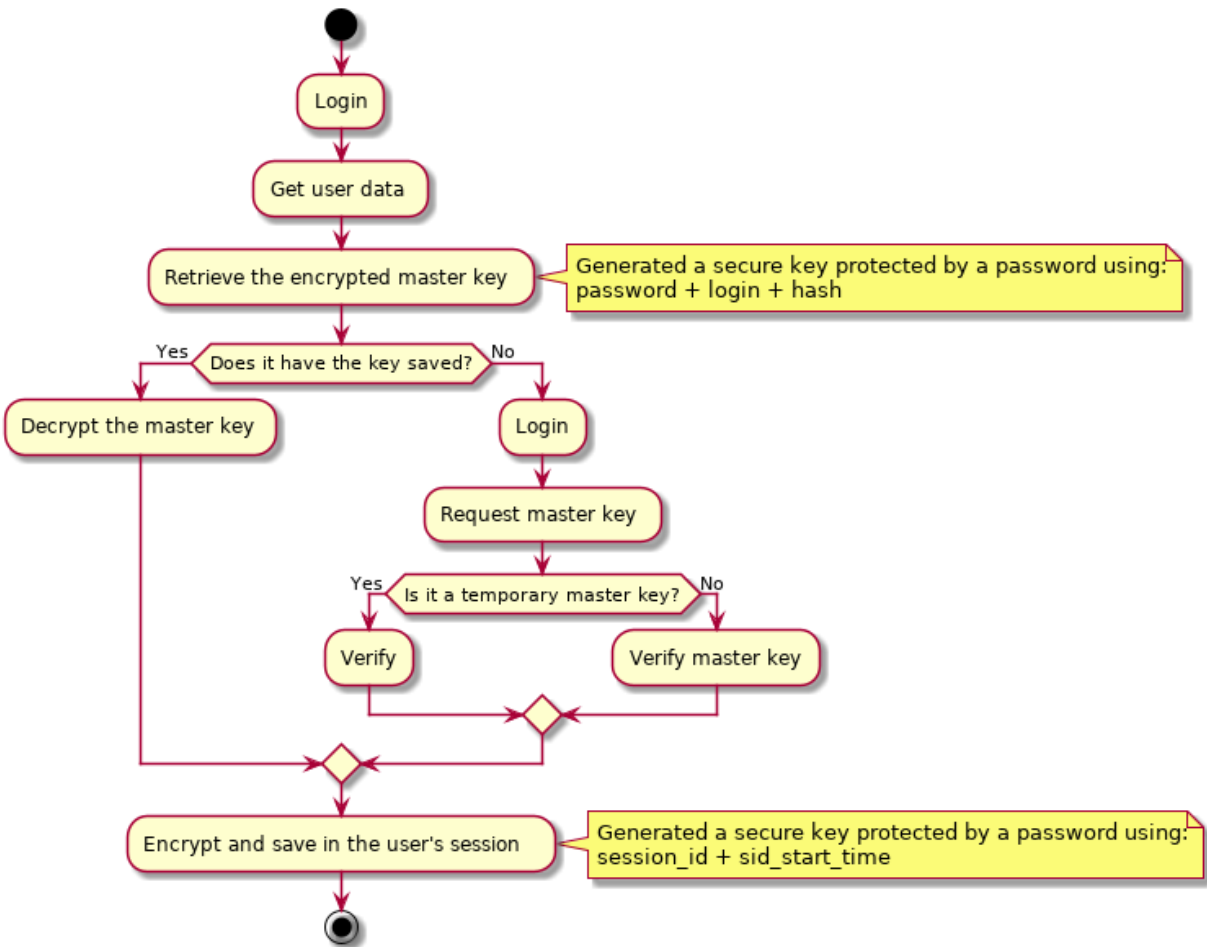 Login
Get user data
Retrieve the encrypted master key
Generated a secure key protected by a password using:
password + login + hash
Yes
Does it have the key saved?
No
Decrypt the master key
Login
Request master key
Yes
Is it a temporary master key?
No
Verify
Verify master key
Encrypt and save in the user's session
Generated a secure key protected by a password using:
session_id + sid_start_time